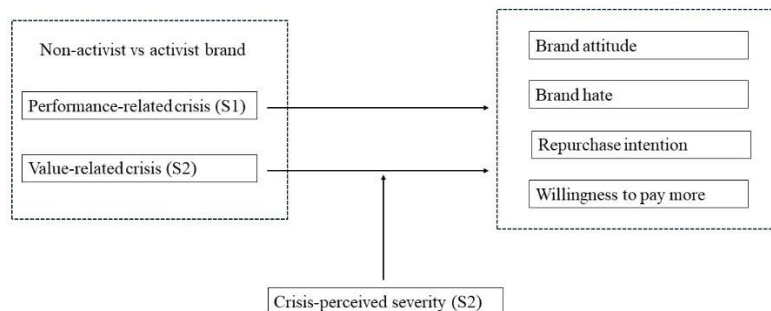 Non-activist vs activist brand
Performance-related crisis (S1)
Value-related crisis (S2)
Brand attitude
Brand hate
Repurchase intention
Willingness to pay more
Crisis-perceived severity (S2)